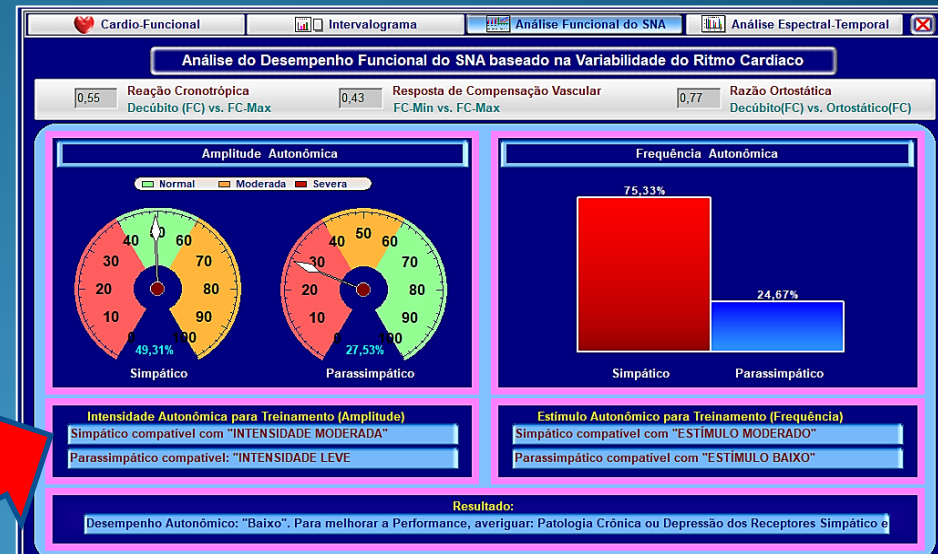 Cardio-Funcional
Intervalograma
Análise Funcional do SNA
Análise Espectral-Temporal
Análise do Desempenho Funcional do SNA baseado na Variabilidade do Ritmo Cardíaco
0,55
Reação Cronotrópica
Decúbito (FC) vs. FC-Max
0,43
Resposta de Compensação Vascular
FC-Min vs. FC-Max
0,77
Razão Ortostática
Decúbito(FC) vs. Ortostático(FC)
Amplitude Autonômica
Normal Moderada Severa
0 10 20 30 40 50 60 70 80 90 100
49,31%
Simpático
0 10 20 30 40 50 60 70 80 90 100
27,53%
Parassimpático
Frequência Autonômica
75,33%
24,67%
Simpático
Parassimpático
Intensidade Autonômica para Treinamento (Amplitude)
Simpático compatível com "INTENSIDADE MODERADA"
Parassimpático compatível: "INTENSIDADE LEVE
Estímulo Autonômico para Treinamento (Frequência)
Simpático compatível com "ESTÍMULO MODERADO"
Parassimpático compatível com "ESTÍMULO BAIXO"
Resultado:
Desempenho Autonômico: "Baixo". Para melhorar a Performance, averiguar: Patologia Crônica ou Depressão dos Receptores Simpático e